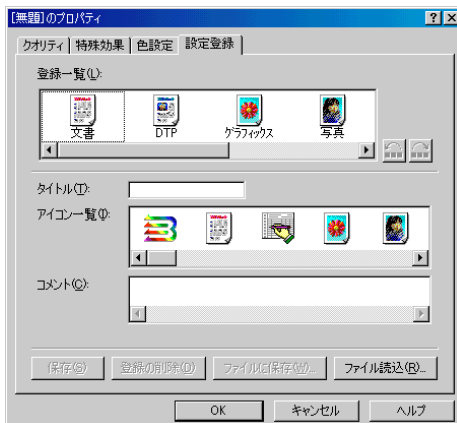 [無題]のプロパティ
クオリティ 特殊効果 色設定 設定登録
登録一覧(L):
文書 DTP グラフィックス 写真
タイトル(T):
アイコン一覧(I):
コメント(C):
保存(S) 登録の削除(D) ファイルに保存(W)... ファイル読込(R)...
OK キャンセル ヘルプ